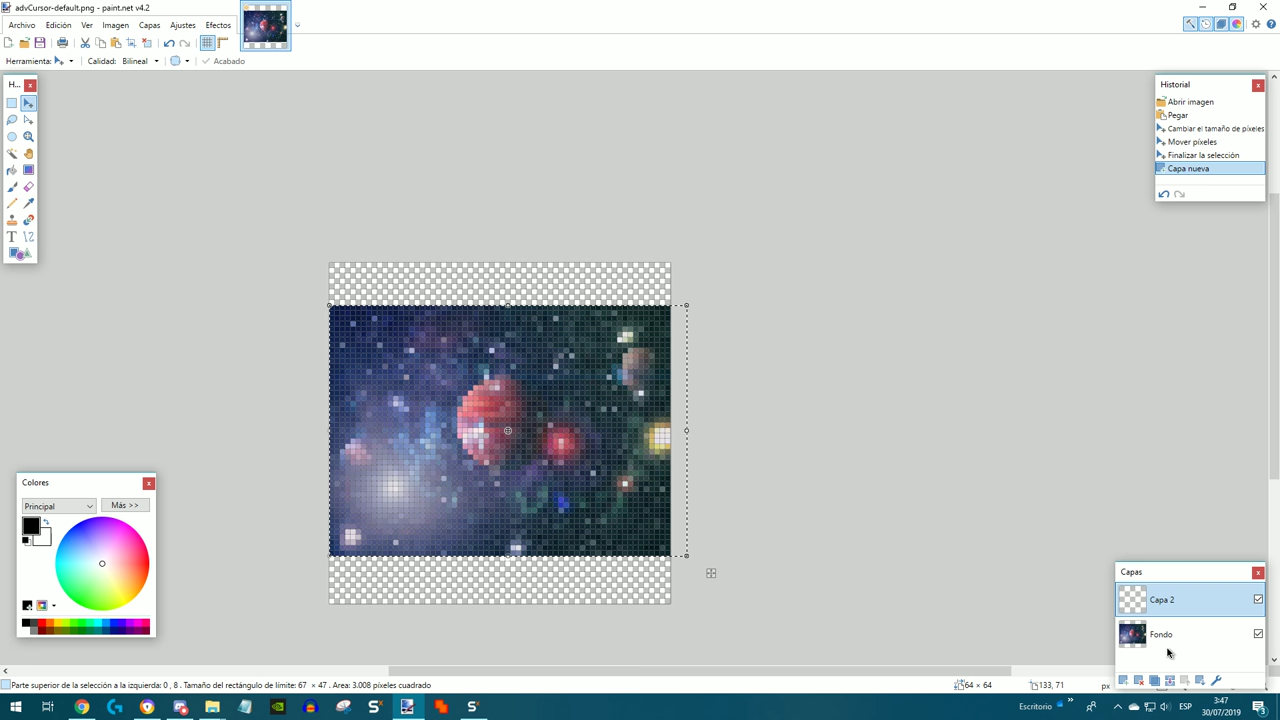 advCursor-default.png - paint.net v4.2
Archivo Edición Ver Imagen Capas Ajustes Efectos
Herramienta: Calidad: Bilineal Acabado
H...
Historial
Abrir imagen
Pegar
Cambiar el tamaño de píxeles
Mover píxeles
Finalizar la selección
Capa nueva
Colores
Principal Más >>
Capas
Capa 2
Fondo
Parte superior de la selección a la izquierda: 0 , 8 . Tamaño del rectángulo de límite: 67 × 47 . Área: 3.008 píxeles cuadrado
64 × 64
133, 71
px
Escritorio
ESP
3:47
30/07/2019
3